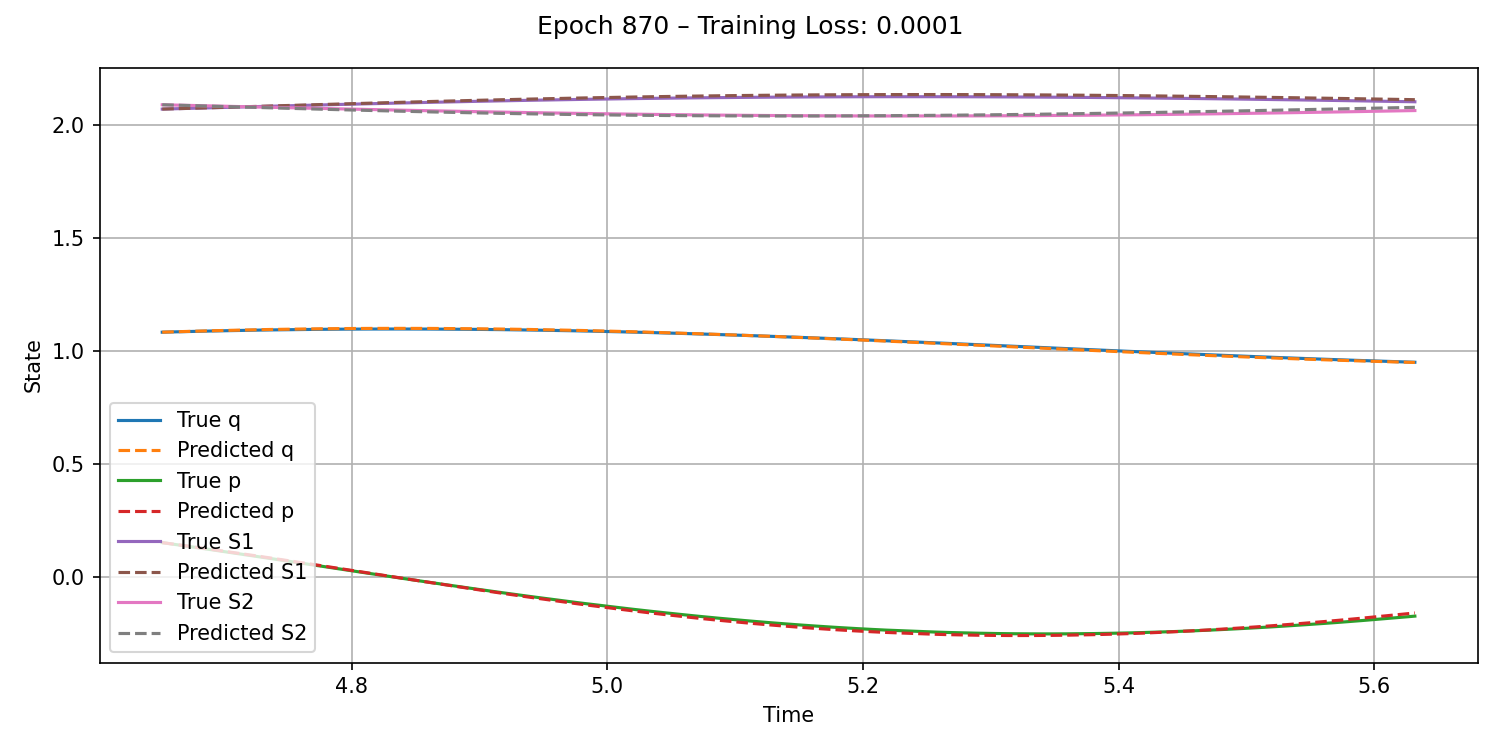 Epoch 870 – Training Loss: 0.0001
State
2.0
1.5
1.0
0.5
0.0
True q
Predicted q
True p
Predicted p
True S1
Predicted S1
True S2
Predicted S2
4.8 5.0 5.2 5.4 5.6
Time